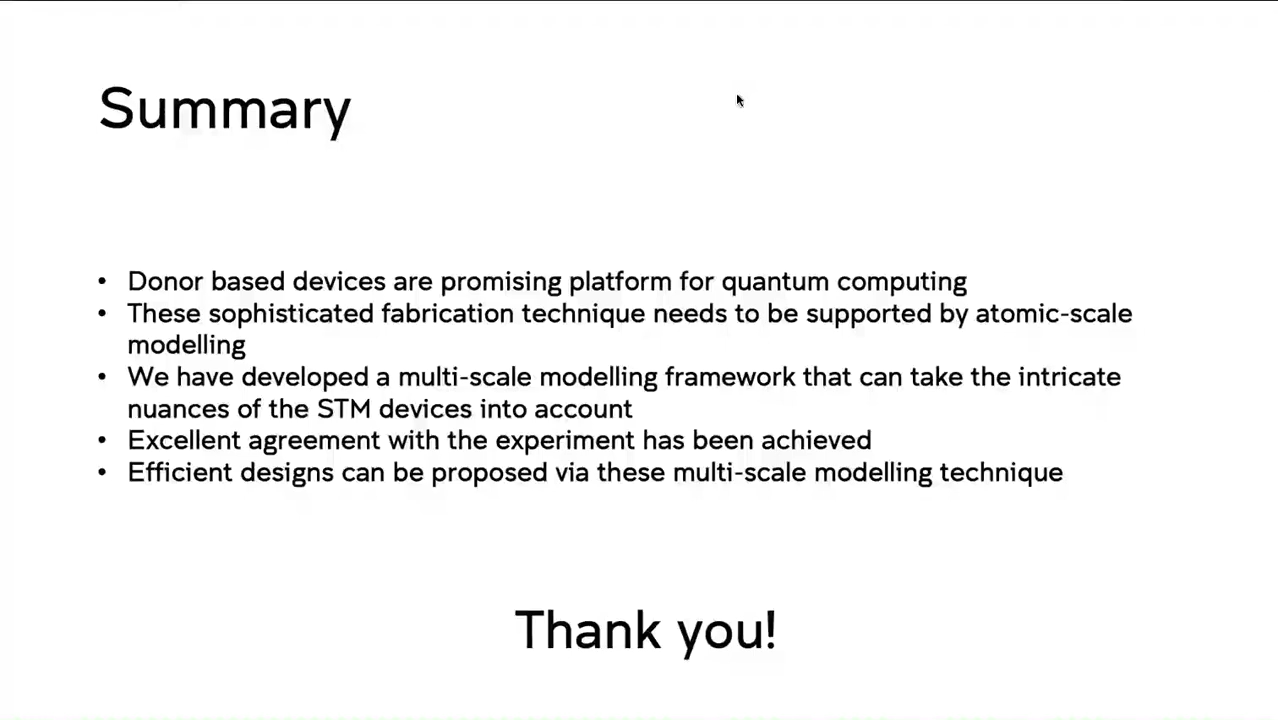 Summary
• Donor based devices are promising platform for quantum computing
• These sophisticated fabrication technique needs to be supported by atomic-scale
modelling
• We have developed a multi-scale modelling framework that can take the intricate
nuances of the STM devices into account
• Excellent agreement with the experiment has been achieved
• Efficient designs can be proposed via these multi-scale modelling technique
Thank you!